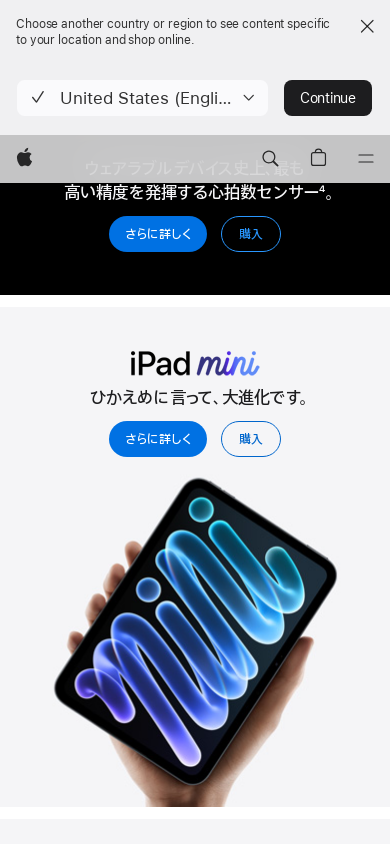 Choose another country or region to see content specific
to your location and shop online.
United States (Engli...
Continue
ウェアラブルデバイス史上、最も
高い精度を発揮する心拍数センサー⁴。
さらに詳しく
購入
iPad mini
ひかえめに言って、大進化です。
さらに詳しく
購入